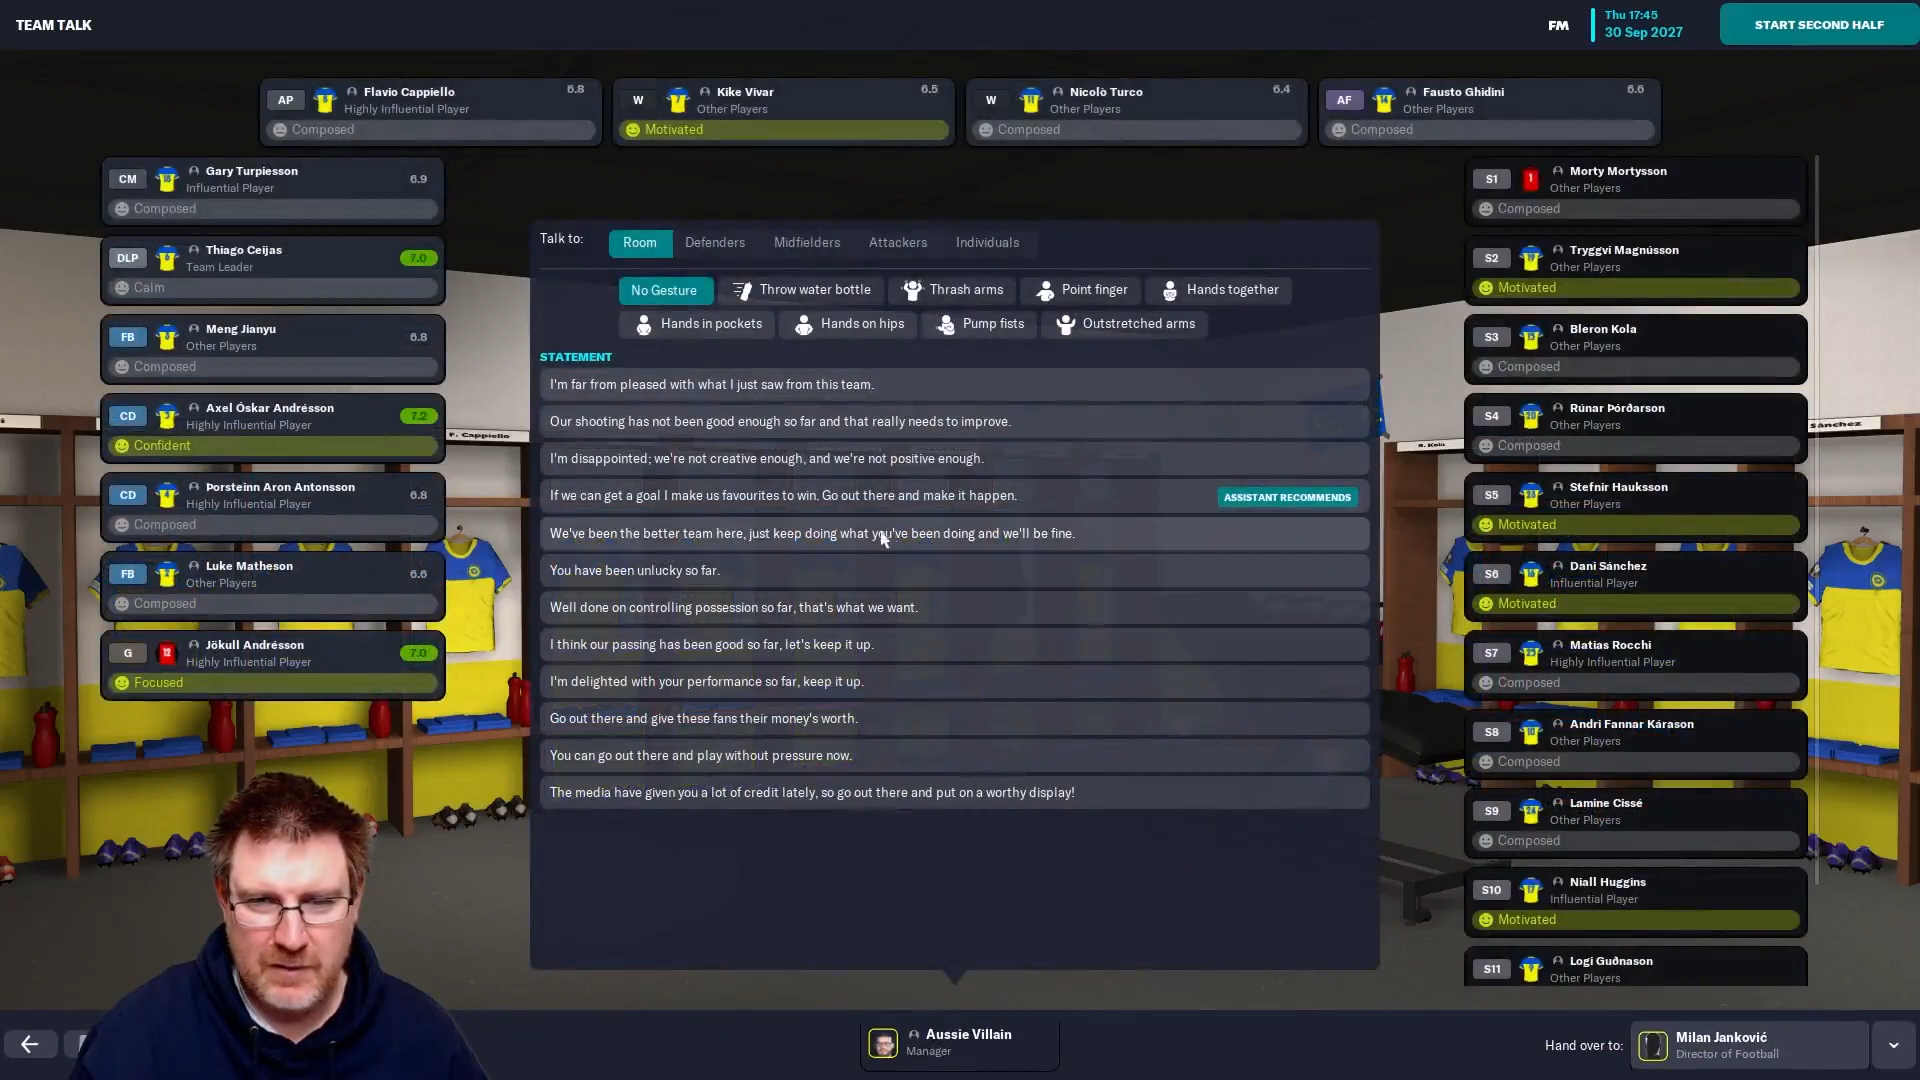 TEAM TALK
FM
Thu 17:45
30 Sep 2027
START SECOND HALF
AP
Flavio Cappiello
6.8
Highly Influential Player
Composed
W
Kike Vivar
6.5
Other Players
Motivated
W
Nicolò Turco
6.4
Other Players
Composed
AF
Fausto Ghidini
6.6
Other Players
Composed
CM
Gary Turpiesson
Influential Player
6.9
Composed
DLP
Thiago Ceijas
Team Leader
7.0
Calm
FB
Meng Jianyu
Other Players
6.8
Composed
CD
Axel Óskar Andrésson
Highly Influential Player
7.2
Confident
CD
Þorsteinn Aron Antonsson
Highly Influential Player
6.8
Composed
FB
Luke Matheson
Other Players
6.6
Composed
G
12
Jökull Andrésson
Highly Influential Player
7.0
Focused
F. Cappiello
Talk to:
Room
Defenders
Midfielders
Attackers
Individuals
No Gesture
Throw water bottle
Thrash arms
Point finger
Hands together
Hands in pockets
Hands on hips
Pump fists
Outstretched arms
STATEMENT
I'm far from pleased with what I just saw from this team.
Our shooting has not been good enough so far and that really needs to improve.
I'm disappointed; we're not creative enough, and we're not positive enough.
If we can get a goal I make us favourites to win. Go out there and make it happen.
ASSISTANT RECOMMENDS
We've been the better team here, just keep doing what you've been doing and we'll be fine.
You have been unlucky so far.
Well done on controlling possession so far, that's what we want.
I think our passing has been good so far, let's keep it up.
I'm delighted with your performance so far, keep it up.
Go out there and give these fans their money's worth.
You can go out there and play without pressure now.
The media have given you a lot of credit lately, so go out there and put on a worthy display!
S1
1
Morty Mortysson
Other Players
Composed
S2
Tryggvi Magnússon
Other Players
Motivated
S3
Bleron Kola
Other Players
Composed
S4
20
Rúnar Þórðarson
Other Players
Composed
S5
Stefnir Hauksson
Other Players
Motivated
S6
Dani Sánchez
Influential Player
Motivated
S7
Matias Rocchi
Highly Influential Player
Composed
S8
Andri Fannar Kárason
Other Players
Composed
S9
Lamine Cissé
Other Players
Composed
S10
Niall Huggins
Influential Player
Motivated
S11
Logi Guðnason
Other Players
Sánchez
Aussie Villain
Manager
Hand over to:
Milan Janković
Director of Football